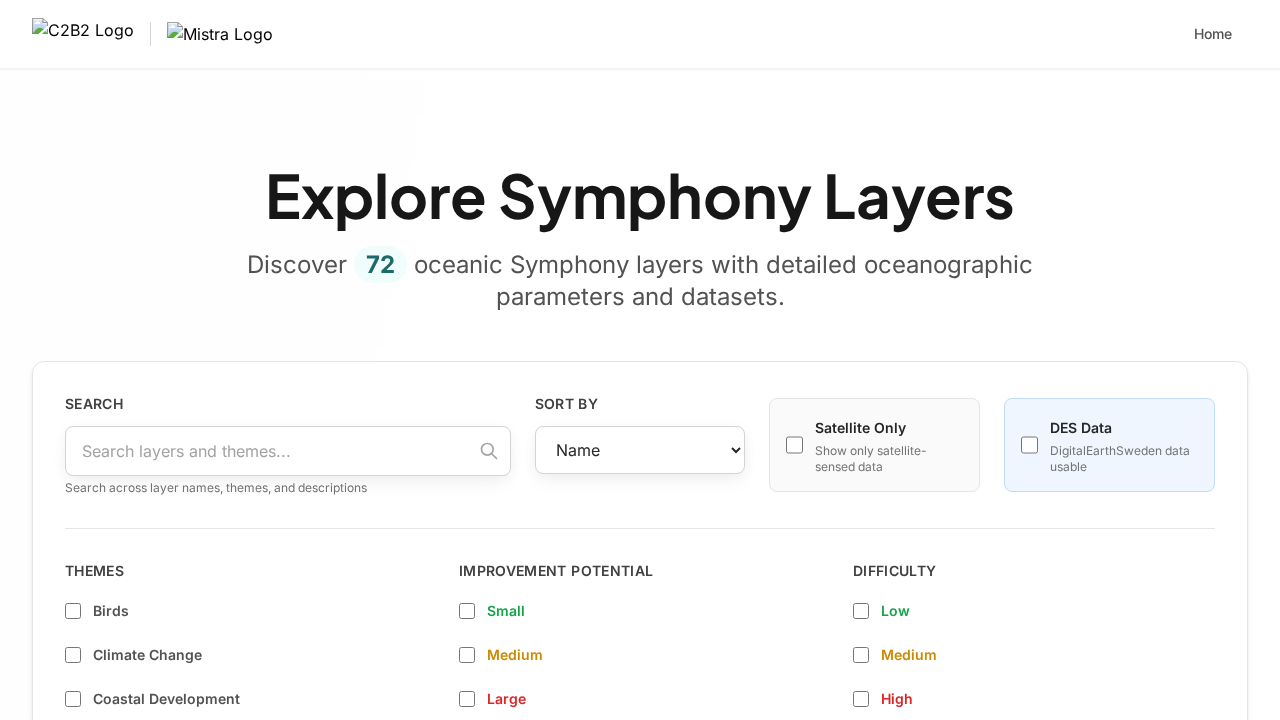 C2B2 Logo
Mistra Logo
Home
Explore Symphony Layers
Discover 72 oceanic Symphony layers with detailed oceanographic
parameters and datasets.
SEARCH
Search layers and themes...
Search across layer names, themes, and descriptions
SORT BY
Name
Satellite Only
Show only satellite-
sensed data
DES Data
DigitalEarthSweden data
usable
THEMES
Birds
Climate Change
Coastal Development
IMPROVEMENT POTENTIAL
Small
Medium
Large
DIFFICULTY
Low
Medium
High